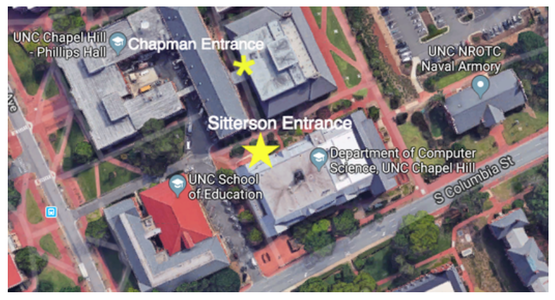 UNC Chapel Hill
- Phillips Hall
Chapman Entrance
UNC NROTC
Naval Armory
Ave
Sitterson Entrance
Department of Computer
Science, UNC Chapel Hill
UNC School
of Education
S Columbia St